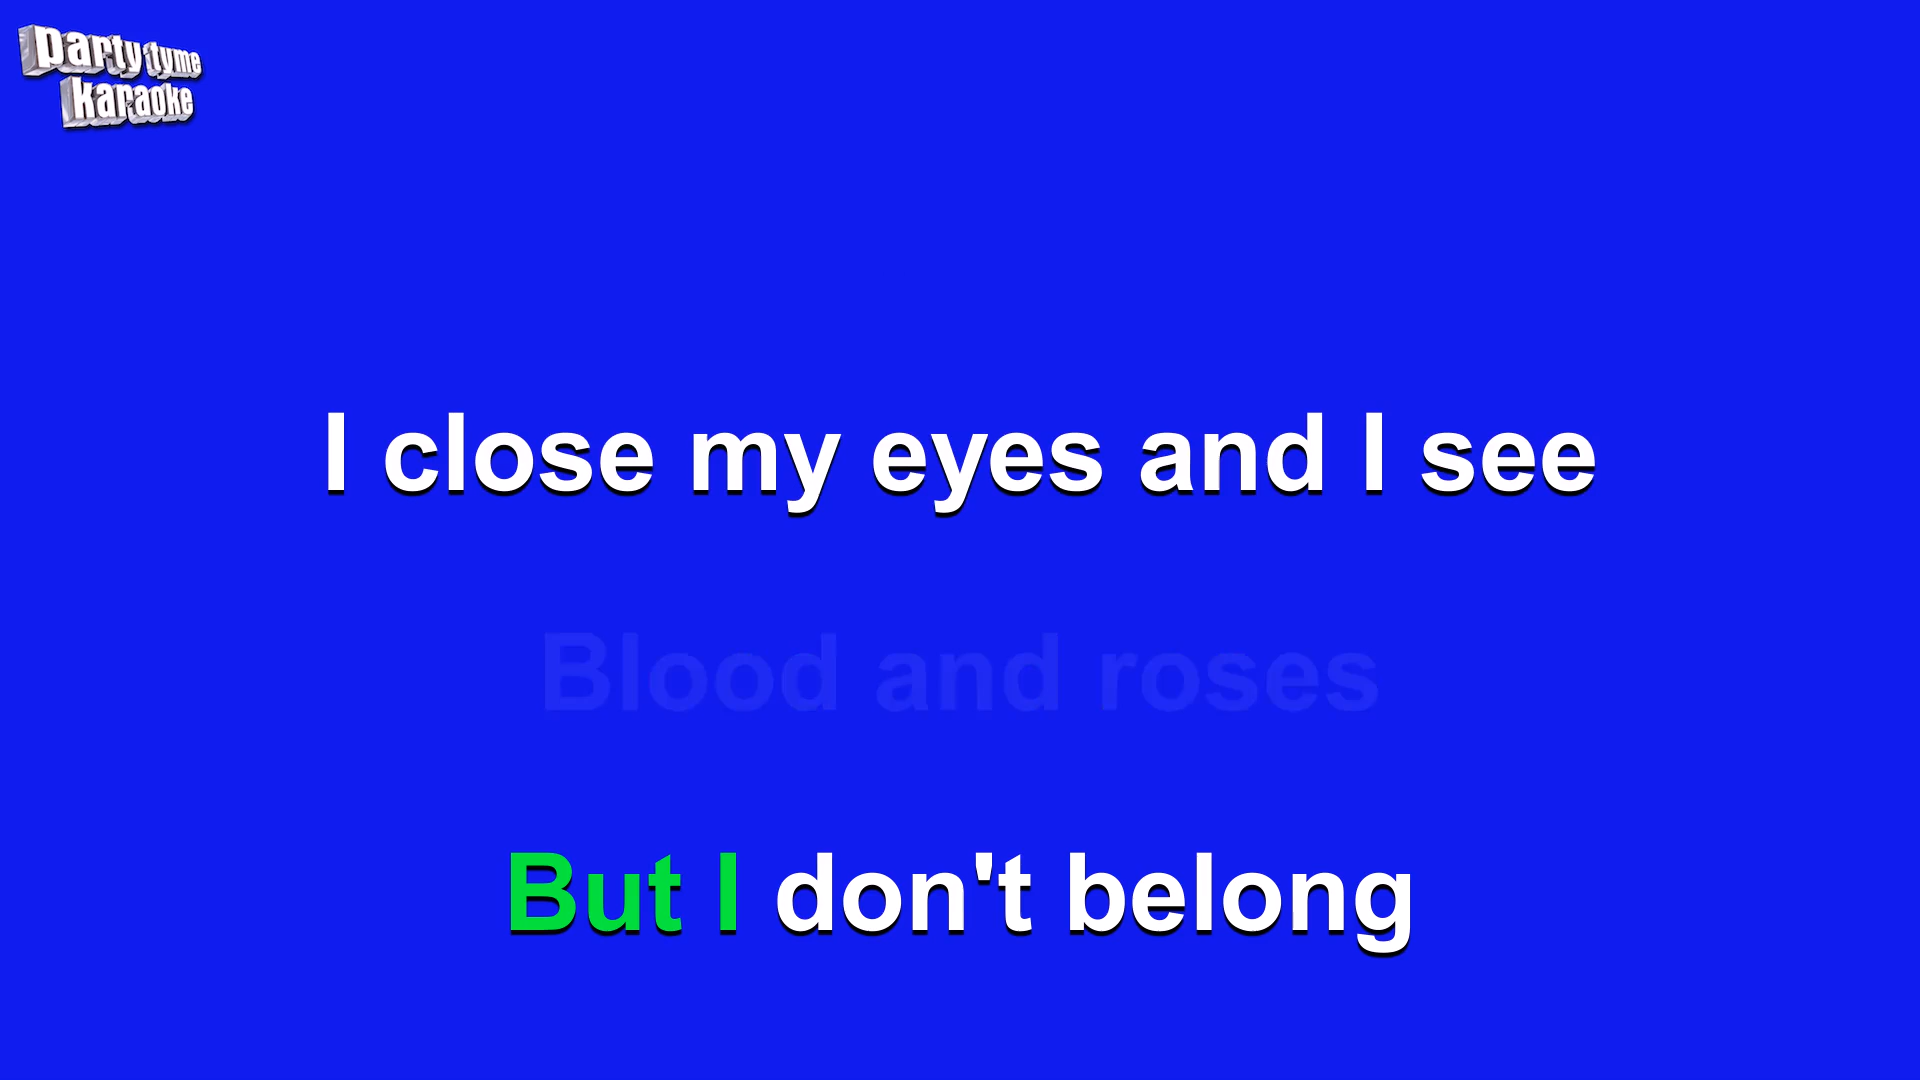 party tyme
karaoke
I close my eyes and I see
Blood and roses
But I don't belong